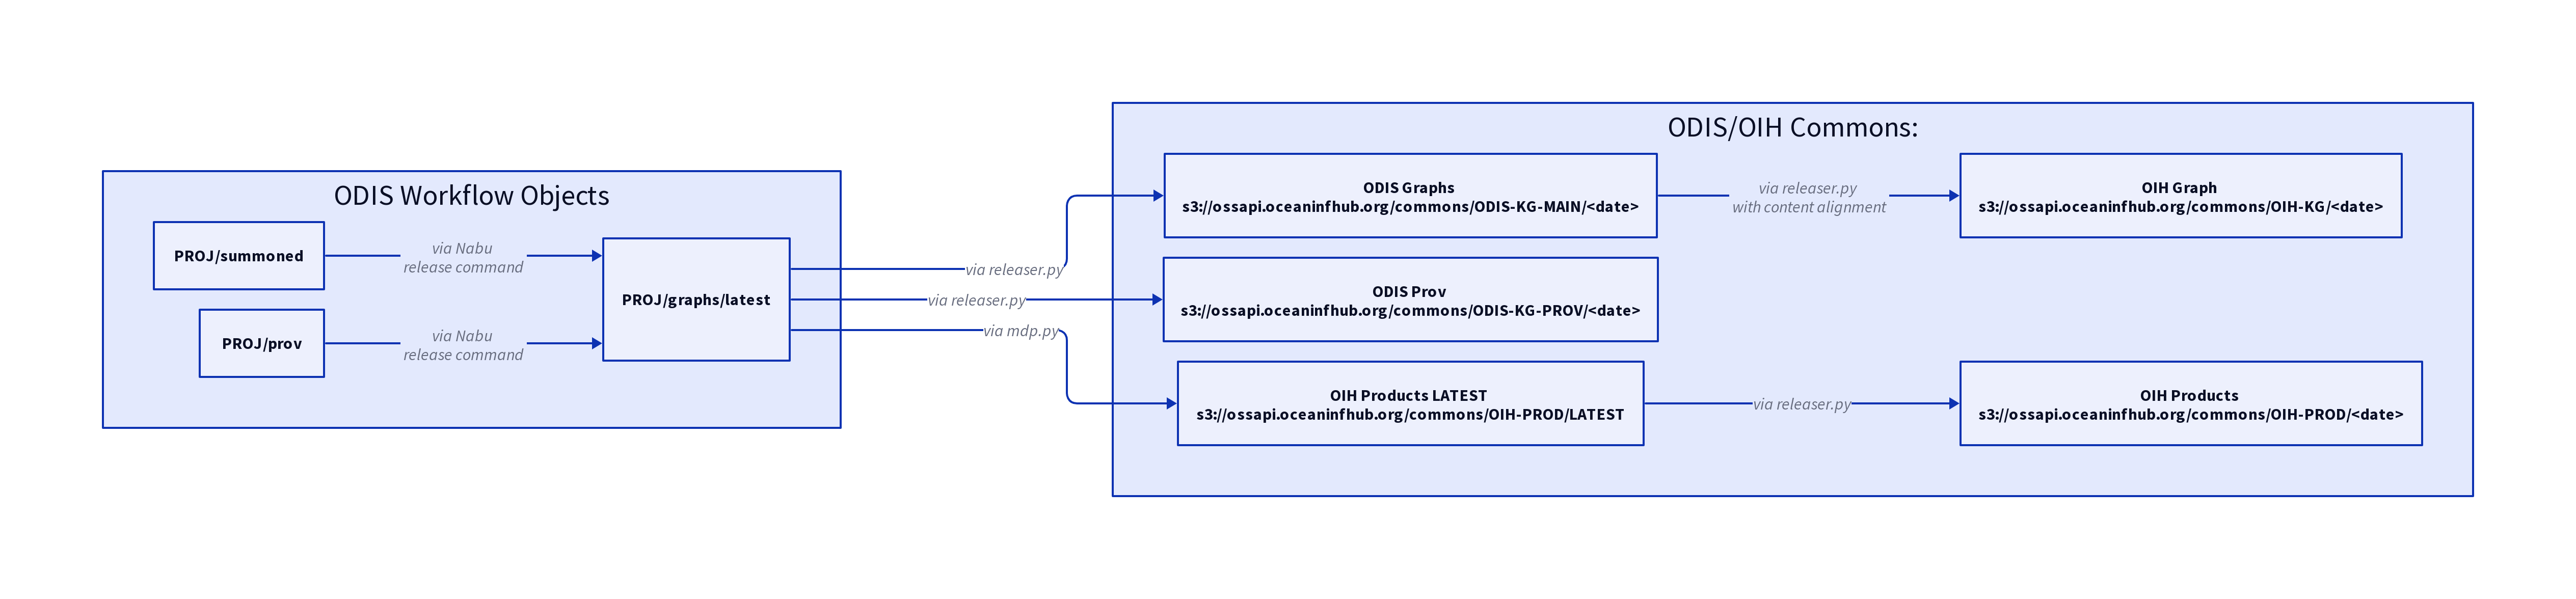 ODIS Workflow Objects
PROJ/summoned
via Nabu
release command
PROJ/prov
via Nabu
release command
PROJ/graphs/latest
via releaser.py
via releaser.py
via mdp.py
ODIS/OIH Commons:
ODIS Graphs
s3://ossapi.oceaninfhub.org/commons/ODIS-KG-MAIN/<date>
via releaser.py
with content alignment
OIH Graph
s3://ossapi.oceaninfhub.org/commons/OIH-KG/<date>
ODIS Prov
s3://ossapi.oceaninfhub.org/commons/ODIS-KG-PROV/<date>
OIH Products LATEST
s3://ossapi.oceaninfhub.org/commons/OIH-PROD/LATEST
via releaser.py
OIH Products
s3://ossapi.oceaninfhub.org/commons/OIH-PROD/<date>